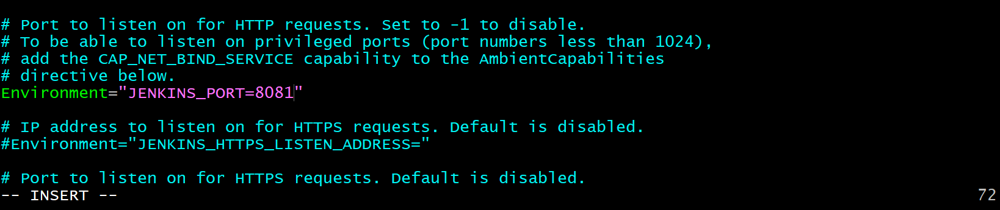 # Port to listen on for HTTP requests. Set to -1 to disable.
# To be able to listen on privileged ports (port numbers less than 1024),
# add the CAP_NET_BIND_SERVICE capability to the AmbientCapabilities
# directive below.
Environment="JENKINS_PORT=8081"
# IP address to listen on for HTTPS requests. Default is disabled.
#Environment="JENKINS_HTTPS_LISTEN_ADDRESS="
# Port to listen on for HTTPS requests. Default is disabled.
-- INSERT -- 72